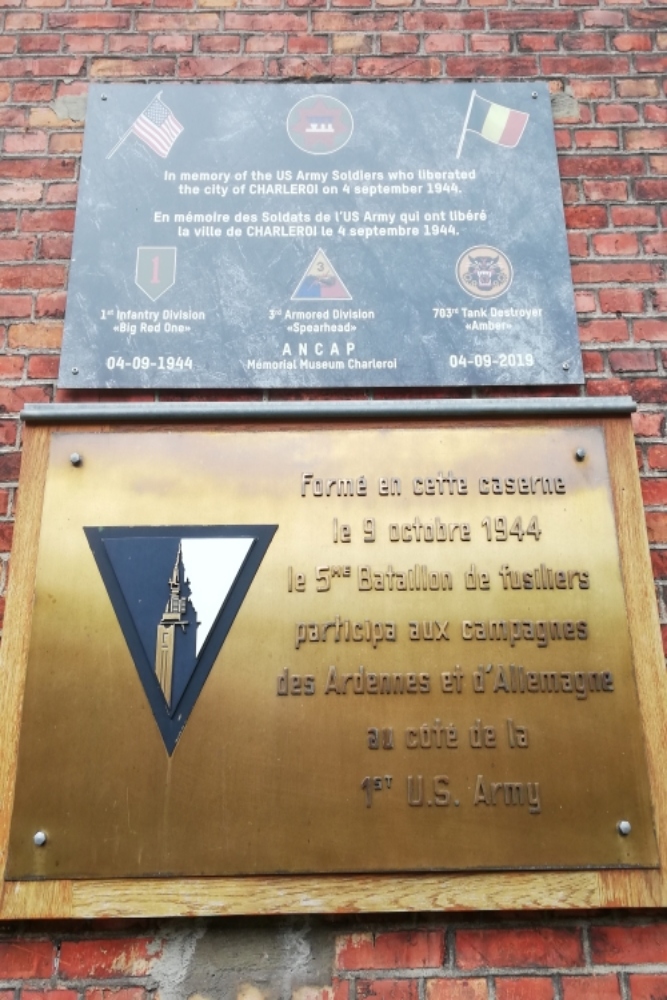 In memory of the US Army Soldiers who liberated
the city of CHARLEROI on 4 september 1944.
En mémoire des Soldats de l'US Army qui ont libéré
la ville de CHARLEROI le 4 septembre 1944.
1
3
1st Infantry Division
«Big Red One»
3rd Armored Division
«Spearhead»
703rd Tank Destroyer
«Amber»
04-09-1944
ANCAP
Mémorial Museum Charleroi
04-09-2019
Formé en cette caserne
le 9 octobre 1944
le 5ME Bataillon de fusiliers
participa aux campagnes
des Ardennes et d'Allemagne
au côté de la
1ST U.S. Army